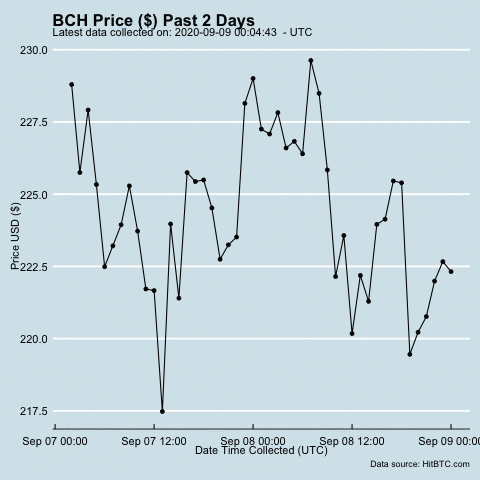 BCH Price ($) Past 2 Days
Latest data collected on: 2020-09-09 00:04:43 - UTC
230.0
227.5
225.0
222.5
220.0
217.5
Price USD ($)
Sep 07 00:00 Sep 07 12:00 Sep 08 00:00 Sep 08 12:00 Sep 09 00:00
Date Time Collected (UTC)
Data source: HitBTC.com